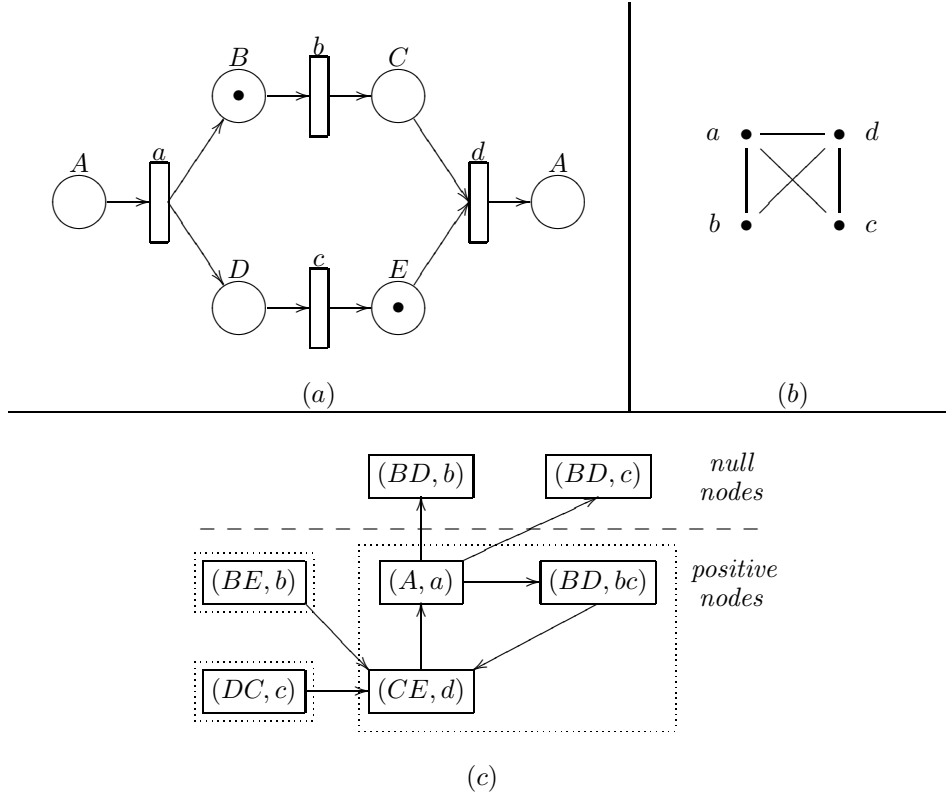 B b C
A a d A
D c E
(a)
a d
b c
(b)
(BD, b) (BD, c) null
nodes
(BE, b) (A, a) (BD, bc) positive
nodes
(DC, c) (CE, d)
(c)